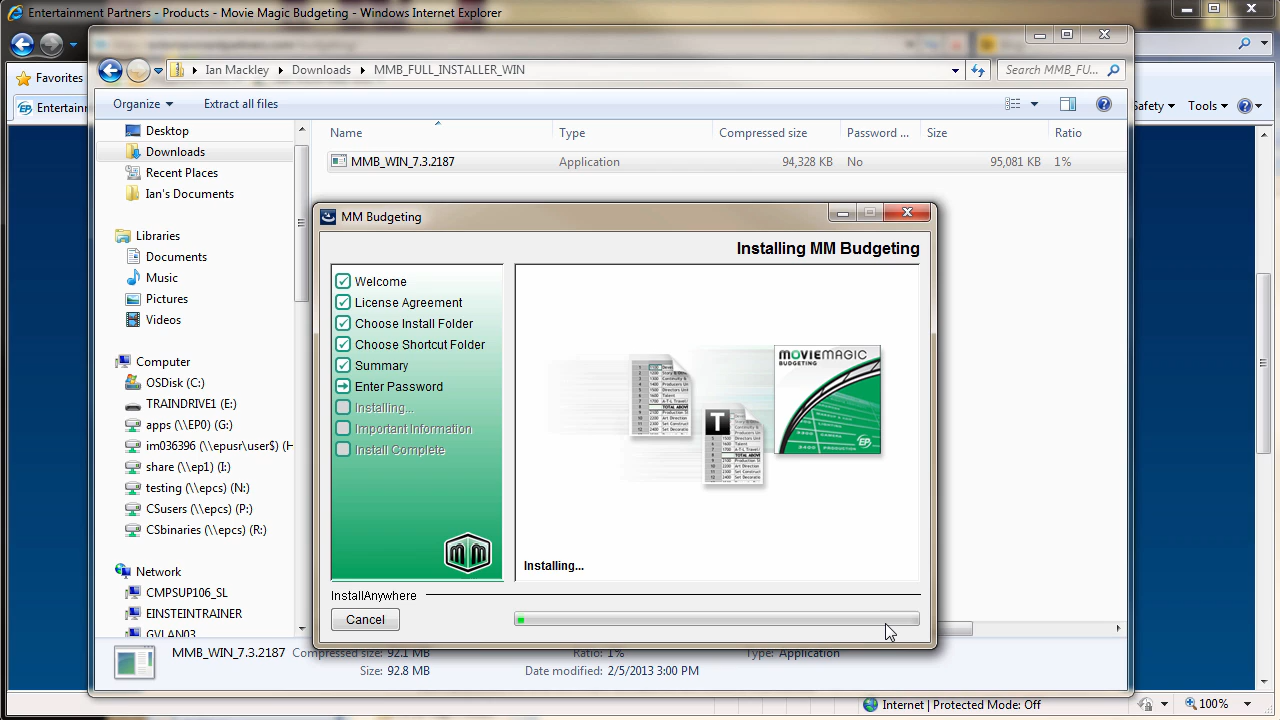 Entertainment Partners - Products - Movie Magic Budgeting - Windows Internet Explorer
Ian Mackley
Downloads
MMB_FULL_INSTALLER_WIN
Search MMB_FU...
Favorites
Organize
Extract all files
Entertainm
Safety
Tools
Desktop
Downloads
Recent Places
Ian's Documents
Libraries
Documents
Music
Pictures
Videos
Computer
OSDisk (C:)
TRAINDRIVE1 (E:)
apps (\\EP0) (G:)
im036396 (\\epusr\user$) (H
share (\\ep1) (I:)
testing (\\epcs) (N:)
CSusers (\\epcs) (P:)
CSbinaries (\\epcs) (R:)
Network
CMPSUP106_SL
EINSTEINTRAINER
GVLAN03
Name
Type
Compressed size
Password ...
Size
Ratio
MMB_WIN_7.3.2187
Application
94,328 KB
No
95,081 KB
1%
MM Budgeting
Installing MM Budgeting
Welcome
License Agreement
Choose Install Folder
Choose Shortcut Folder
Summary
Enter Password
Installing...
Important Information
Install Complete
MOVIEMAGIC
BUDGETING
T
Installing...
InstallAnywhere
Cancel
MMB_WIN_7.3.2187
Compressed size: 92.1 MB
Ratio: 1%
Type: Application
Size: 92.8 MB
Date modified: 2/5/2013 3:00 PM
Internet | Protected Mode: Off
100%